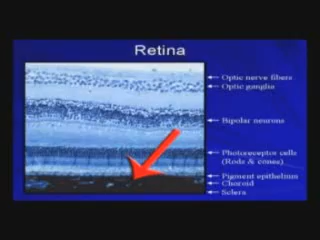 Retina
Optic nerve fibers
Optic ganglia
Bipolar neurons
Photoreceptor cells
(Rods & cones)
Pigment epithelium
Choroid
Sclera